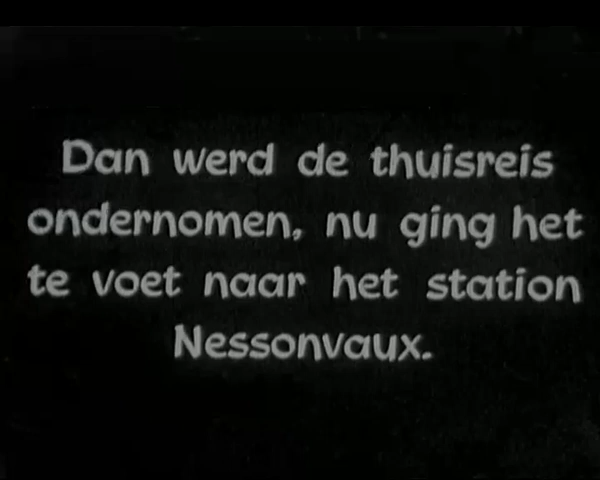 Dan werd de thuisreis
ondernomen, nu ging het
te voet naar het station
Nessonvaux.